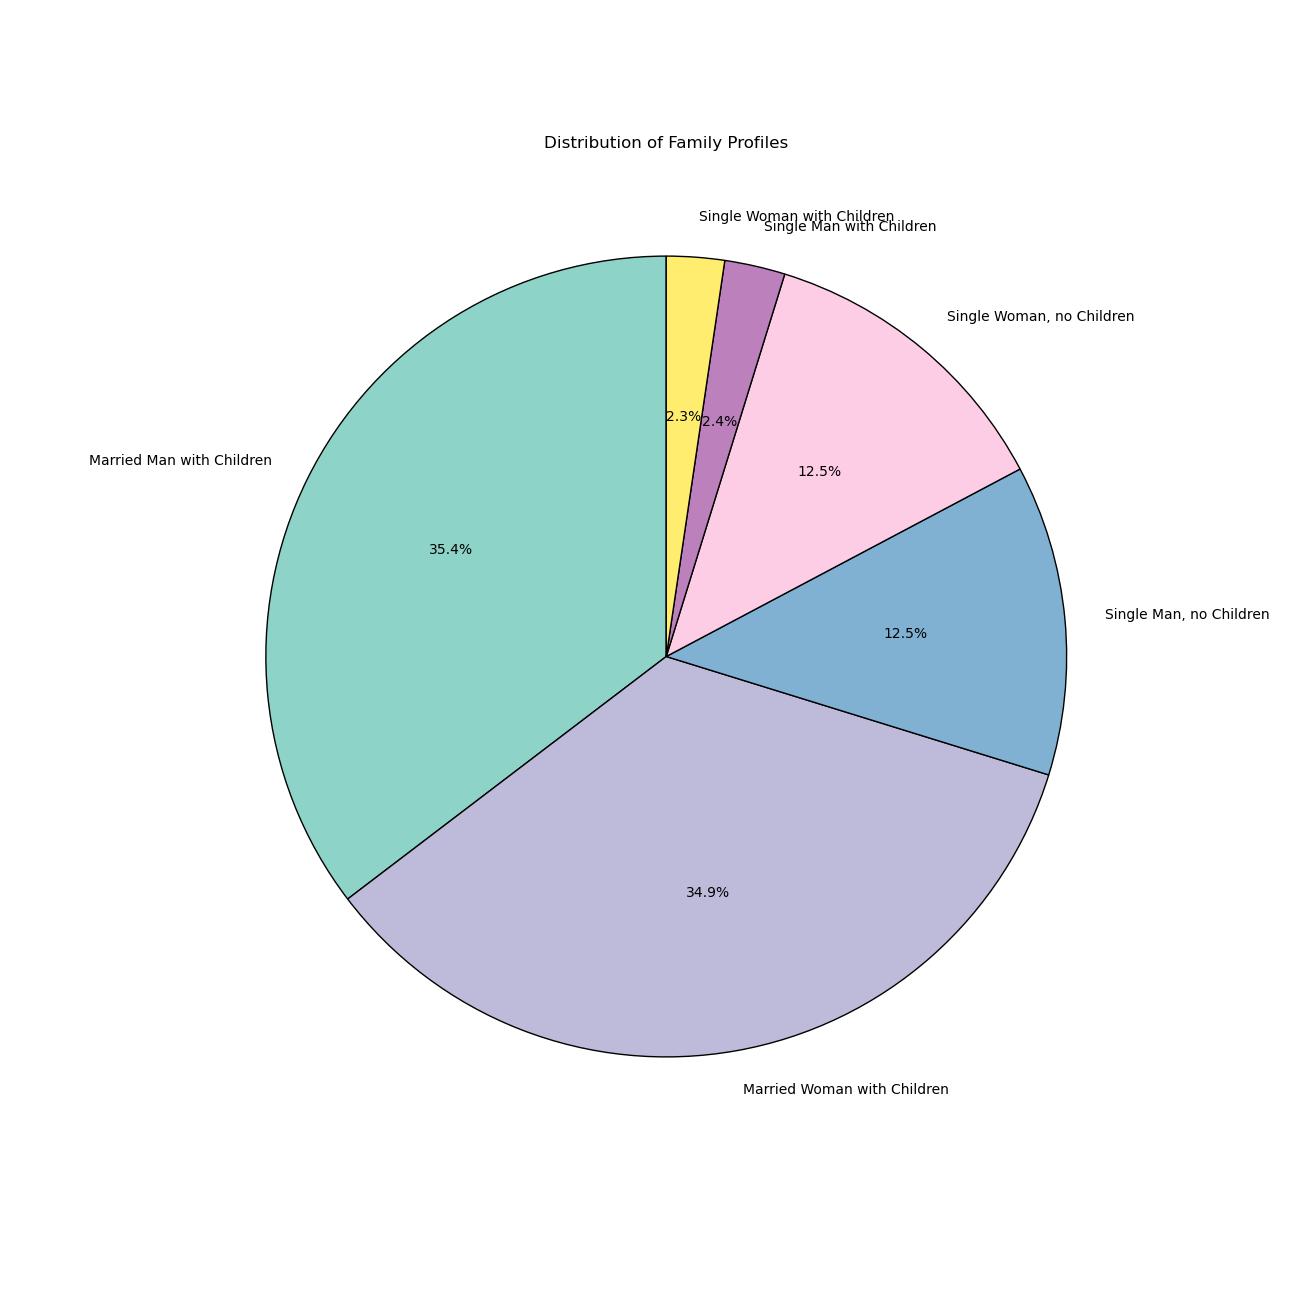 Distribution of Family Profiles
Single Woman with Children
Single Man with Children
Single Woman, no Children
2.3%
2.4%
Married Man with Children
12.5%
35.4%
Single Man, no Children
12.5%
34.9%
Married Woman with Children